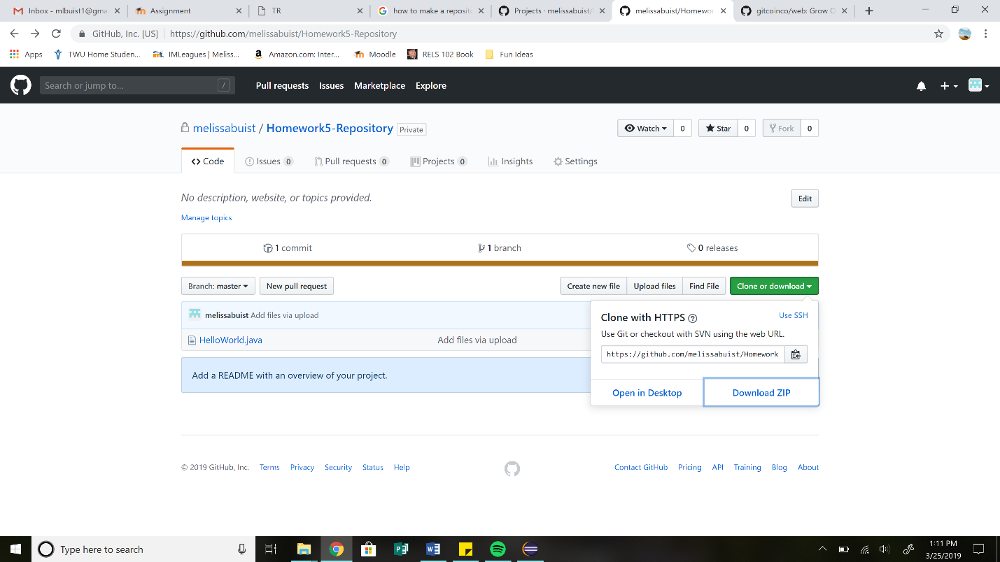 Inbox - mlbuist1@gma
Assignment
TR
how to make a reposit
Projects · melissabuist/
melissabuist/Homewor
gitcoinco/web: Grow O
GitHub, Inc. [US]
https://github.com/melissabuist/Homework5-Repository
Apps
TWU Home Studen...
IMLeagues | Meliss...
Amazon.com: Inter...
Moodle
RELS 102 Book
Fun Ideas
Search or jump to...
/
Pull requests
Issues
Marketplace
Explore
melissabuist / Homework5-Repository
Private
Watch
0
Star
0
Fork
0
<> Code
Issues 0
Pull requests 0
Projects 0
Insights
Settings
No description, website, or topics provided.
Edit
Manage topics
1 commit
1 branch
0 releases
Branch: master
New pull request
Create new file
Upload files
Find File
Clone or download
melissabuist Add files via upload
HelloWorld.java
Add files via upload
Add a README with an overview of your project.
Clone with HTTPS
Use SSH
Use Git or checkout with SVN using the web URL.
https://github.com/melissabuist/Homework
Open in Desktop
Download ZIP
© 2019 GitHub, Inc.
Terms
Privacy
Security
Status
Help
Contact GitHub
Pricing
API
Training
Blog
About
Type here to search
1:11 PM
3/25/2019